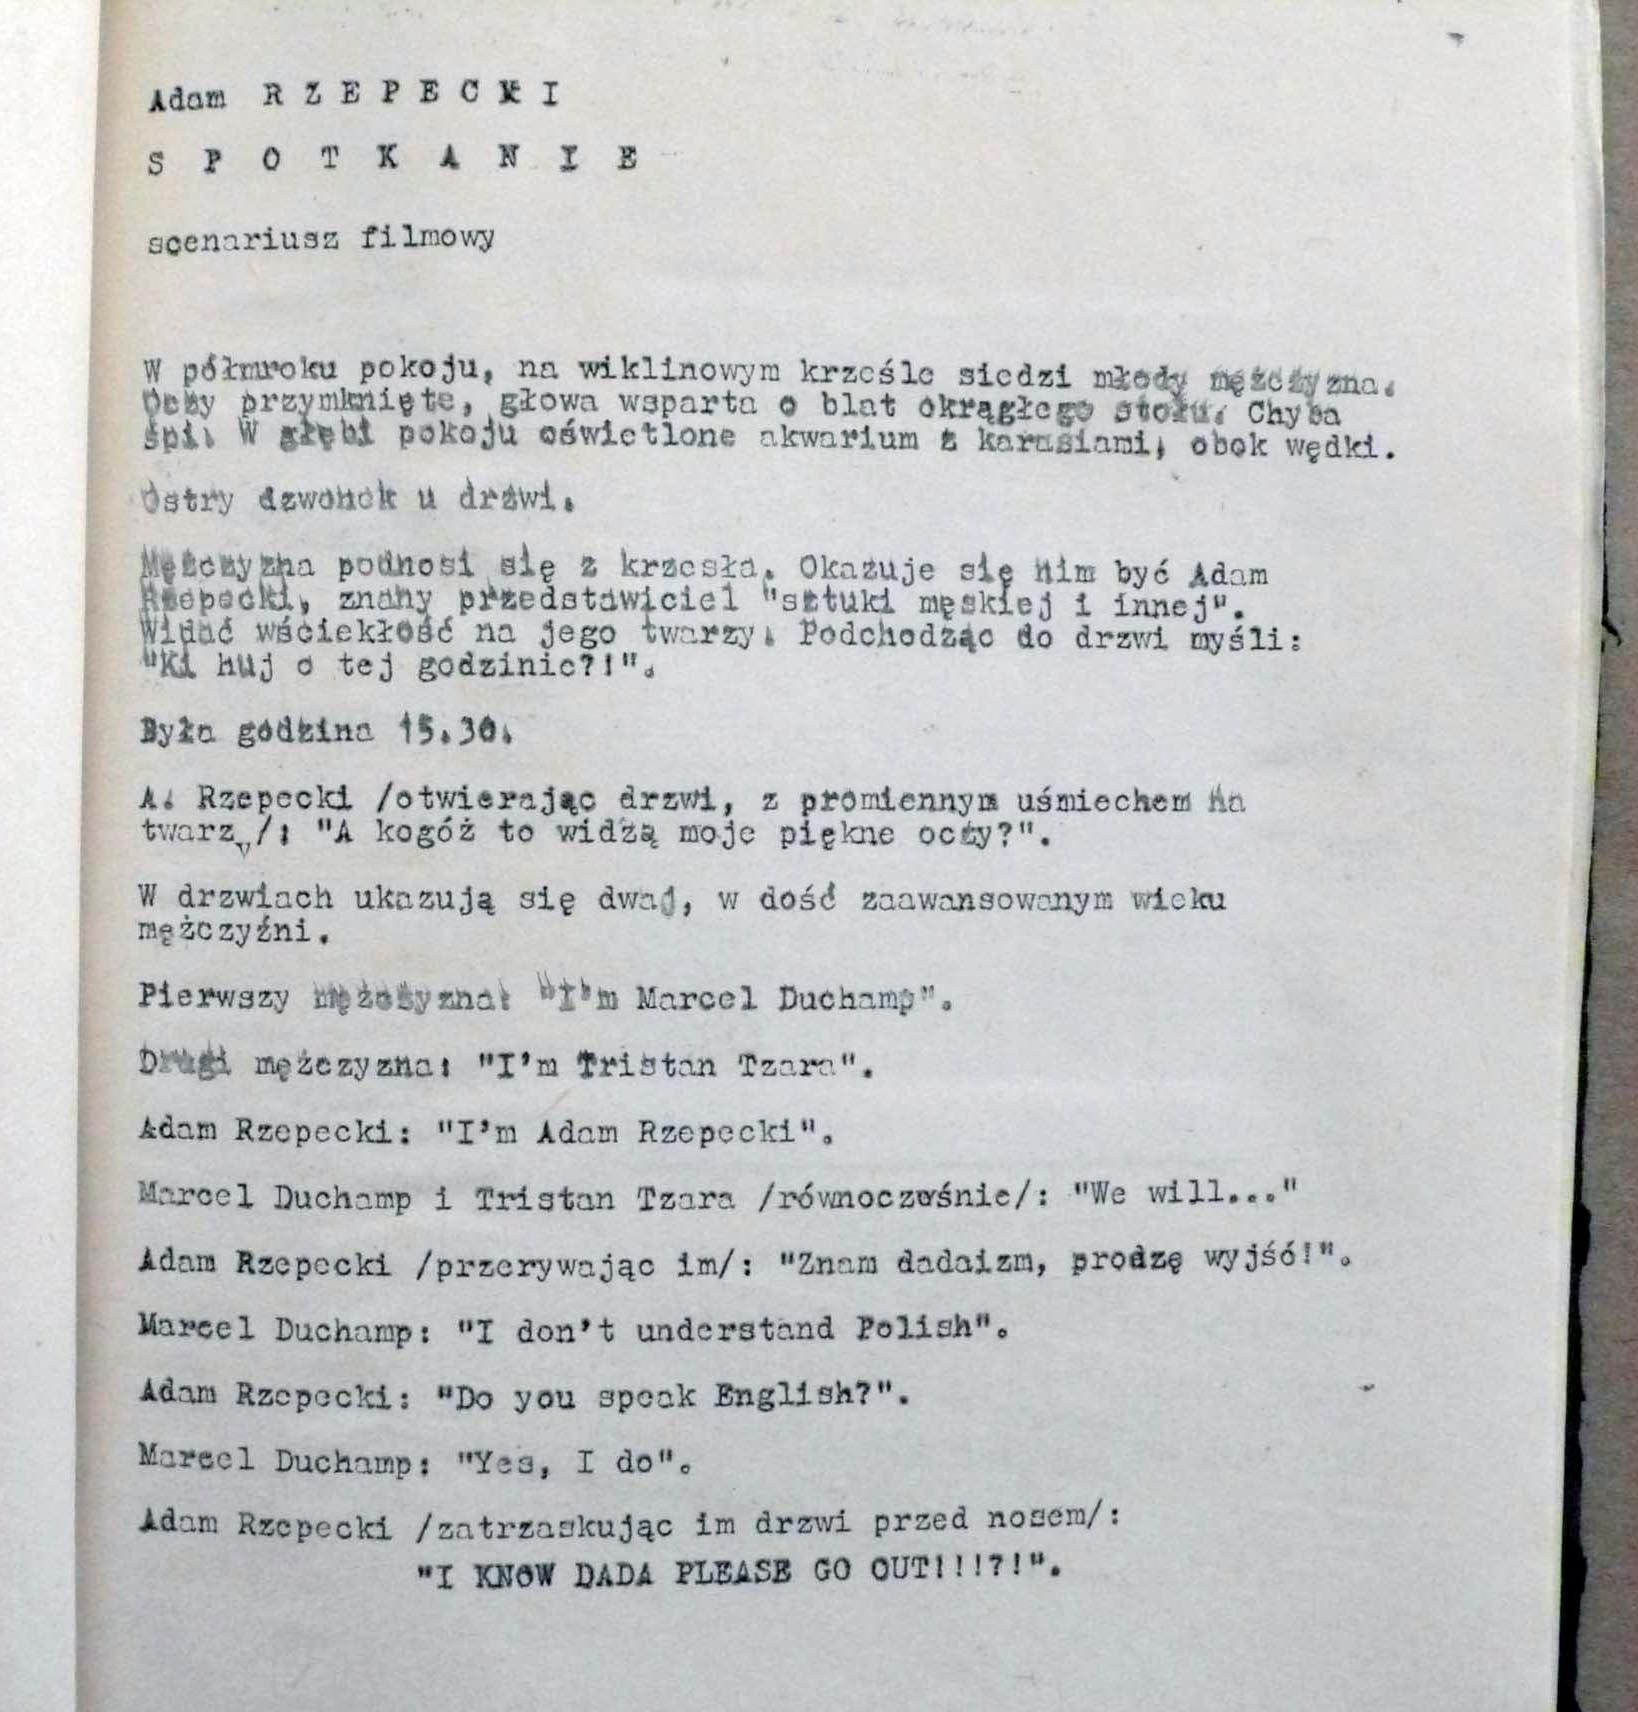 Adam R Z E P E C K I
S P O T K A N I E
scenariusz filmowy
W półmroku pokoju, na wiklinowym krześle siedzi młody mężczyzna.
Oczy przymknięte, głowa wsparta o blat okrągłego stołu. Chyba
śpi. W głębi pokoju oświetlone akwarium z karasiami, obok wędki.
Ostry dzwonek u drzwi.
Mężczyzna podnosi się z krzesła. Okazuje się nim być Adam
Rzepecki, znany przedstawiciel "sztuki męskiej i innej".
Widać wściekłość na jego twarzy. Podchodząc do drzwi myśli:
"Ki huj o tej godzinie?!".
Była godzina 15.30.
A. Rzepecki /otwierając drzwi, z promiennym uśmiechem na
twarzy/: "A kogóż to widzą moje piękne oczy?".
W drzwiach ukazują się dwaj, w dość zaawansowanym wieku
mężczyźni.
Pierwszy mężczyzna: "I'm Marcel Duchamp".
Drugi mężczyzna: "I'm Tristan Tzara".
Adam Rzepecki: "I'm Adam Rzepecki".
Marcel Duchamp i Tristan Tzara /równocześnie/: "We will..."
Adam Rzepecki /przerywając im/: "Znam dadaizm, proszę wyjść!".
Marcel Duchamp: "I don't understand Polish".
Adam Rzepecki: "Do you speak English?".
Marcel Duchamp: "Yes, I do".
Adam Rzepecki /zatrzaskując im drzwi przed nosem/:
"I KNOW DADA PLEASE GO OUT!!!?!".